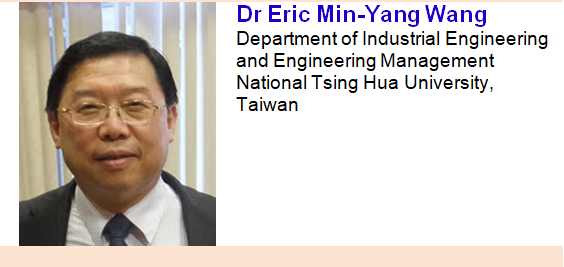 Dr Eric Min-Yang Wang
Department of Industrial Engineering
and Engineering Management
National Tsing Hua University,
Taiwan